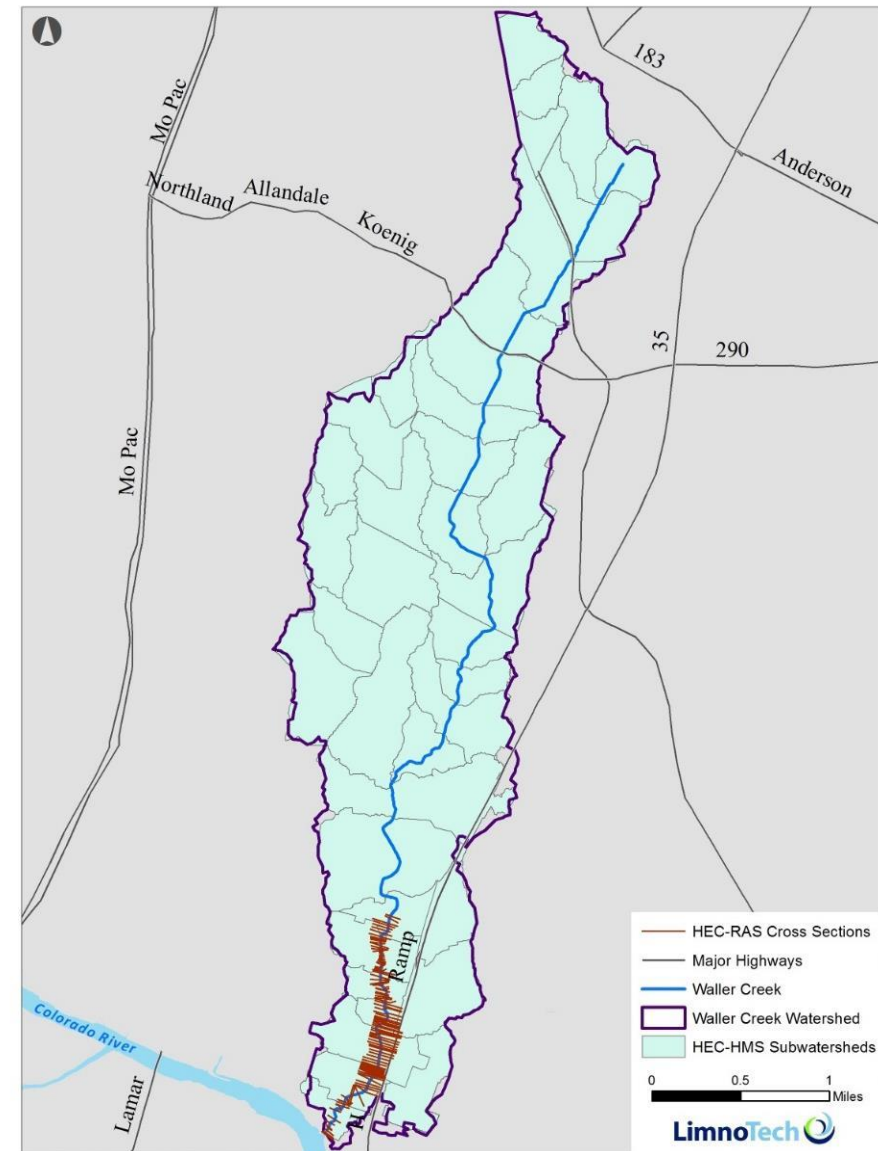 183
Mo Pac
Anderson
Northland
Allandale
Koenig
35
290
Mo Pac
Ramp
Colorado River
Lamar
HEC-RAS Cross Sections
Major Highways
Waller Creek
Waller Creek Watershed
HEC-HMS Subwatersheds
0 0.5 1
Miles
LimnoTech